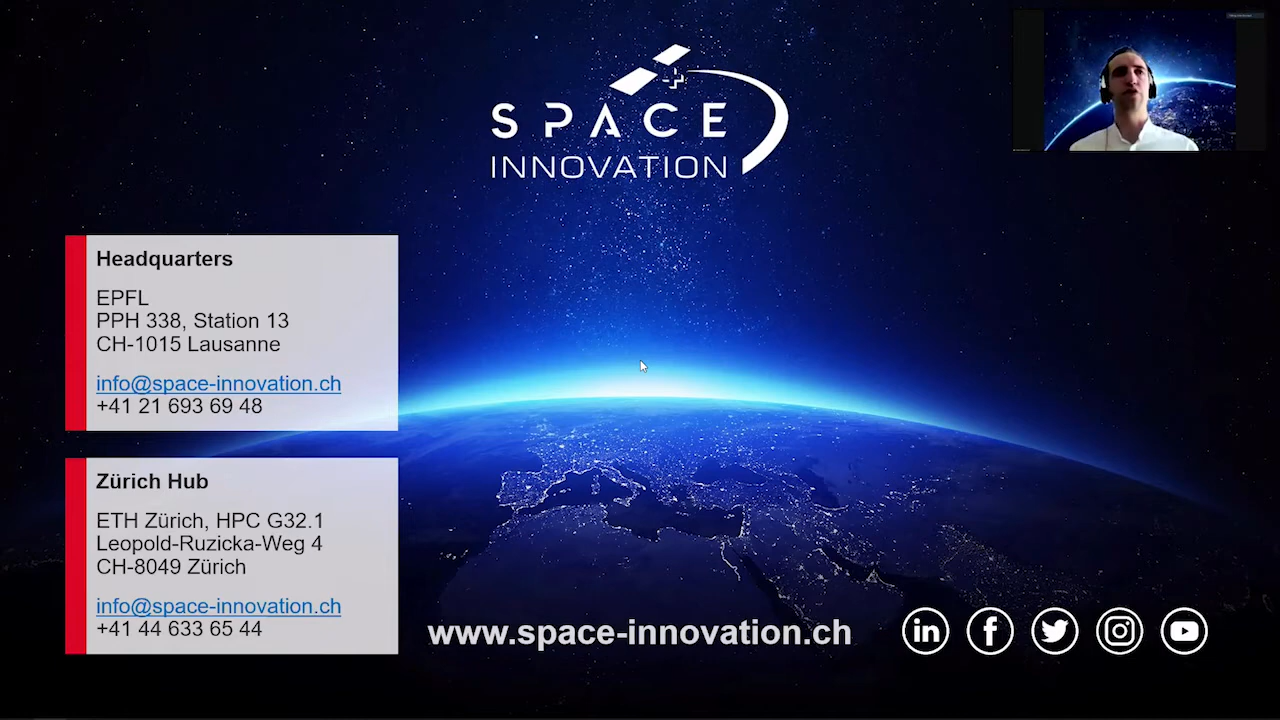 SPACE
INNOVATION
Headquarters
EPFL
PPH 338, Station 13
CH-1015 Lausanne
info@space-innovation.ch
+41 21 693 69 48
Zürich Hub
ETH Zürich, HPC G32.1
Leopold-Ruzicka-Weg 4
CH-8049 Zürich
info@space-innovation.ch
+41 44 633 65 44
www.space-innovation.ch